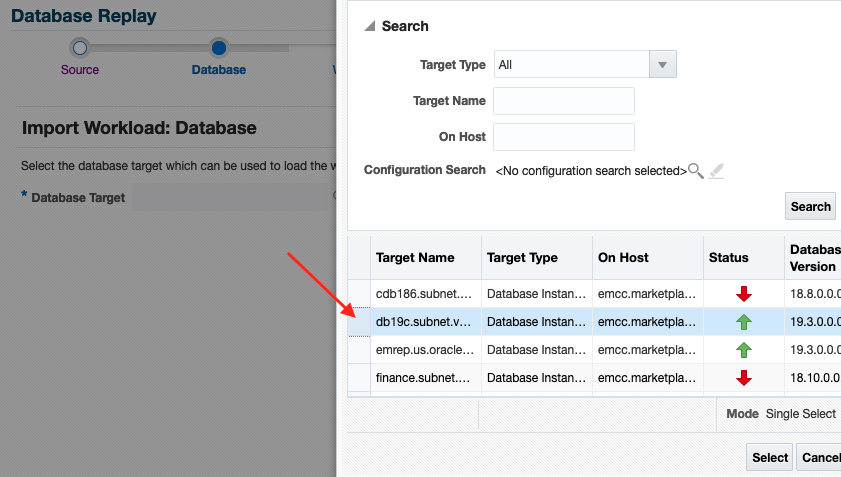 Database Replay
Source
Database
Import Workload: Database
Select the database target which can be used to load the w
* Database Target
Search
Target Type All
Target Name
On Host
Configuration Search <No configuration search selected>
Search
Target Name Target Type On Host Status Databas
Version
cdb186.subnet.... Database Instan... emcc.marketpla... 18.8.0.0.0
db19c.subnet.v... Database Instan... emcc.marketpla... 19.3.0.0.0
emrep.us.oracle... Database Instan... emcc.marketpla... 19.3.0.0.0
finance.subnet.... Database Instan... emcc.marketpla... 18.10.0.0
Mode Single Select
Select Cancel